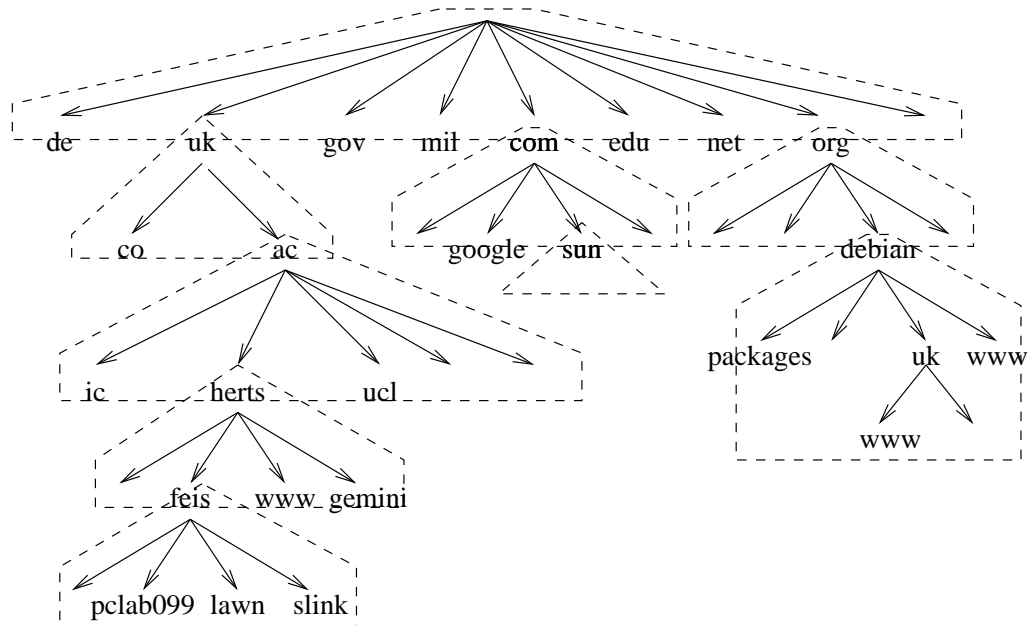 de uk gov mil com edu net org
co ac google sun debian
packages uk www
ic herts ucl
www
feis www gemini
pclab099 lawn slink